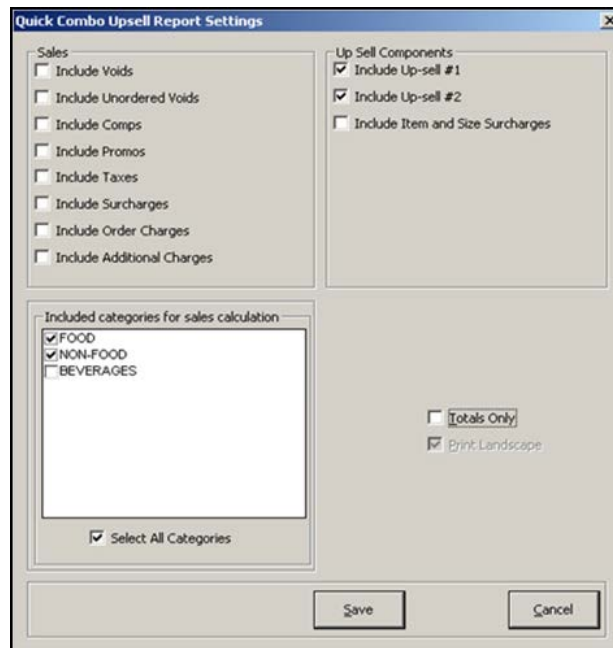 Quick Combo Upsell Report Settings
Sales
Include Voids
Include Unordered Voids
Include Comps
Include Promos
Include Taxes
Include Surcharges
Include Order Charges
Include Additional Charges
Up Sell Components
Include Up-sell #1
Include Up-sell #2
Include Item and Size Surcharges
Included categories for sales calculation
FOOD
NON-FOOD
BEVERAGES
Select All Categories
Totals Only
Print Landscape
Save
Cancel